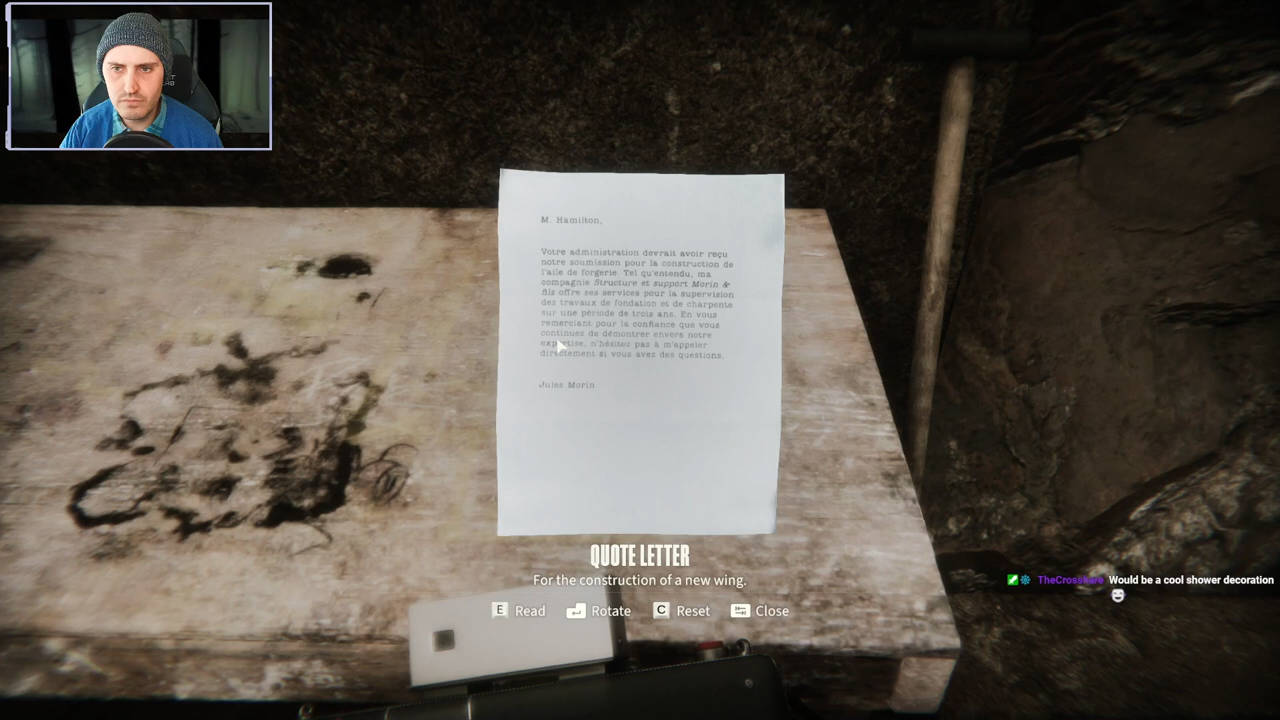 M. Hamilton,
Votre administration devrait avoir reçu
notre soumission pour la construction de
l'aile de forgerie. Tel qu'entendu, ma
compagnie Structure et support Morin &
fils offre ses services pour la supervision
des travaux de fondation et de charpente
sur une période de trois ans. En vous
remerciant pour la confiance que vous
continuez de démontrer envers notre
expertise, n'hésitez pas à m'appeler
directement si vous avez des questions,
Jules Morin
QUOTE LETTER
For the construction of a new wing.
E Read Rotate C Reset Close
Would be a cool shower decoration